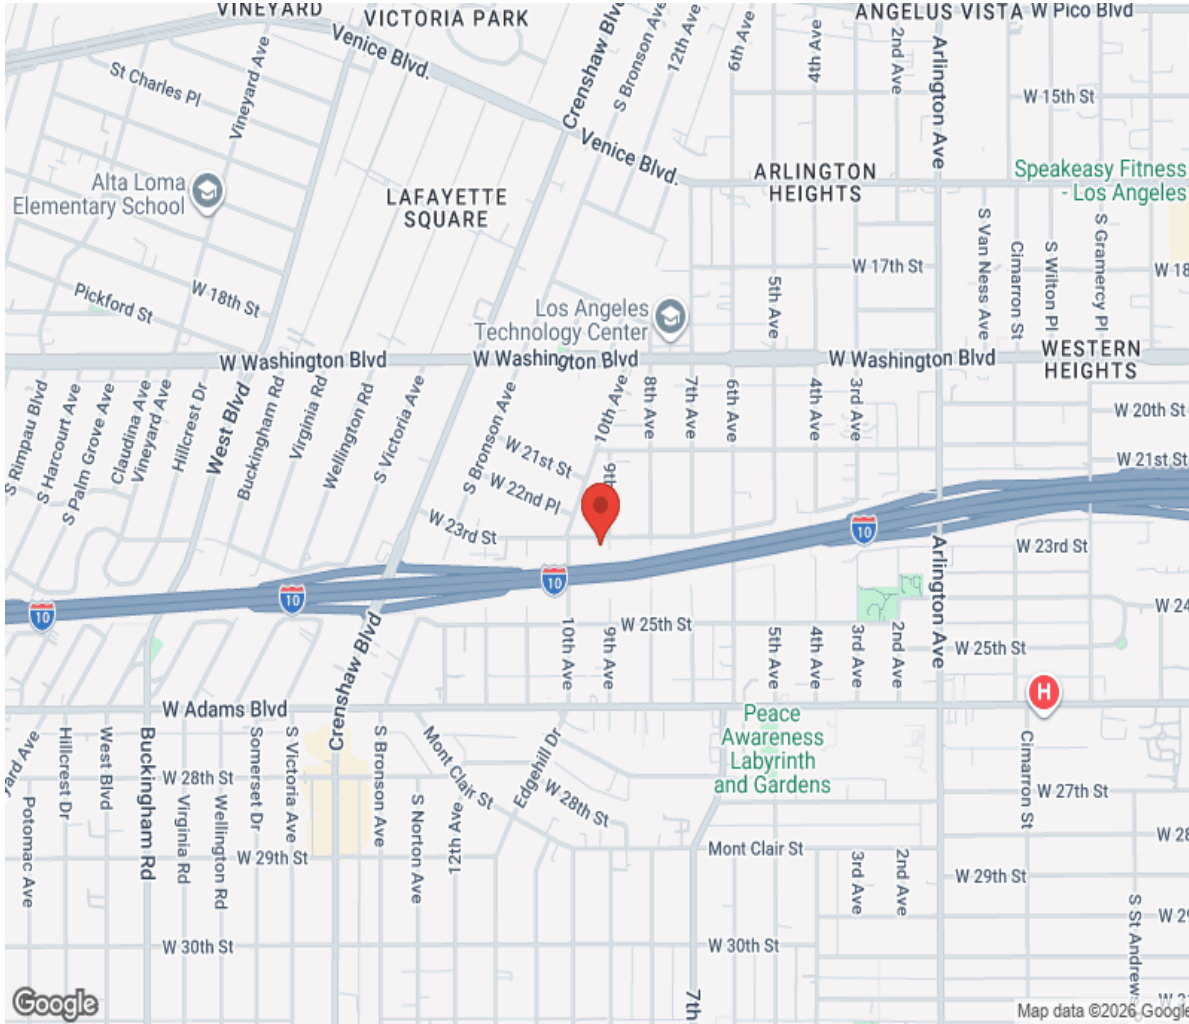 VINEYARD
VICTORIA PARK
ANGELUS VISTA
W Pico Blvd
Venice Blvd.
Crenshaw Blvd
S Bronson Ave
12th Ave
6th Ave
4th Ave
2nd Ave
Arlington Ave
St Charles Pl
Vineyard Ave
W 15th St
Venice Blvd.
ARLINGTON
HEIGHTS
Speakeasy Fitness
- Los Angeles
Alta Loma
Elementary School
LAFAYETTE
SQUARE
S Van Ness Ave
Cimarron St
S Wilton Pl
S Gramercy Pl
W 17th St
W 18
W 18th St
Pickford St
5th Ave
Los Angeles
Technology Center
W Washington Blvd
W Washington Blvd
W Washington Blvd
WESTERN
HEIGHTS
S Rimpau Blvd
S Harcourt Ave
S Palm Grove Ave
Claudina Ave
Vineyard Ave
Hillcrest Dr
West Blvd
Buckingham Rd
Virginia Rd
Wellington Rd
S Victoria Ave
S Bronson Ave
10th Ave
8th Ave
7th Ave
6th Ave
4th Ave
3rd Ave
W 20th St
W 21st St
W 21st St
W 22nd Pl
9th
W 23rd St
10
10
10
10
W 23rd St
Arlington Ave
W 24
Crenshaw Blvd
10th Ave
9th Ave
W 25th St
5th Ave
4th Ave
3rd Ave
2nd Ave
W 25th St
H
W Adams Blvd
Peace
Awareness
Labyrinth
and Gardens
Hillcrest Dr
West Blvd
Buckingham Rd
Somerset Dr
S Victoria Ave
S Bronson Ave
Mont Clair St
Edgehill Dr
Cimarron St
W 28th St
W 28th St
W 27th St
Potomac Ave
Virginia Rd
Wellington Rd
S Norton Ave
12th Ave
W 28
W 29th St
Mont Clair St
3rd Ave
2nd Ave
W 29th St
S St Andrews
W 29
W 30th St
W 30th St
7th
Google
Map data ©2026 Google